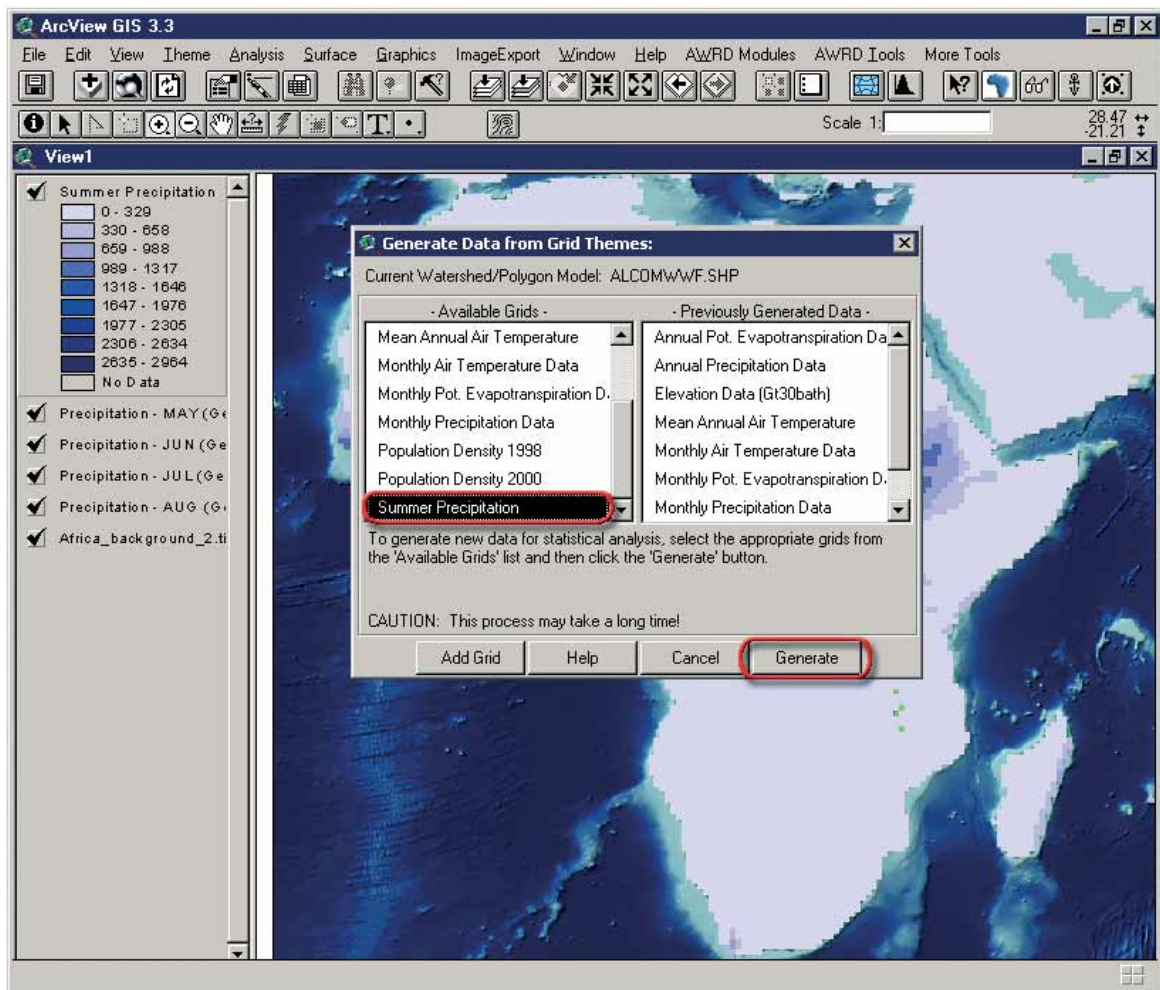 ArcView GIS 3.3
File Edit View Theme Analysis Surface Graphics ImageExport Window Help AWRD Modules AWRD Tools More Tools
T.
Scale 1:
28.47
-21.21
View1
Summer Precipitation
0 - 329
330 - 658
659 - 988
989 - 1317
1318 - 1646
1647 - 1976
1977 - 2305
2306 - 2634
2635 - 2964
No Data
Precipitation - MAY (Ge
Precipitation - JUN (Ge
Precipitation - JUL (Ge
Precipitation - AUG (G
Africa_background_2.ti
Generate Data from Grid Themes:
Current Watershed/Polygon Model: ALCOMWWF.SHP
- Available Grids -
Mean Annual Air Temperature
Monthly Air Temperature Data
Monthly Pot. Evapotranspiration D
Monthly Precipitation Data
Population Density 1998
Population Density 2000
Summer Precipitation
- Previously Generated Data -
Annual Pot. Evapotranspiration Da
Annual Precipitation Data
Elevation Data (Gt30bath)
Mean Annual Air Temperature
Monthly Air Temperature Data
Monthly Pot. Evapotranspiration D
Monthly Precipitation Data
To generate new data for statistical analysis, select the appropriate grids from
the 'Available Grids' list and then click the 'Generate' button.
CAUTION: This process may take a long time!
Add Grid Help Cancel Generate